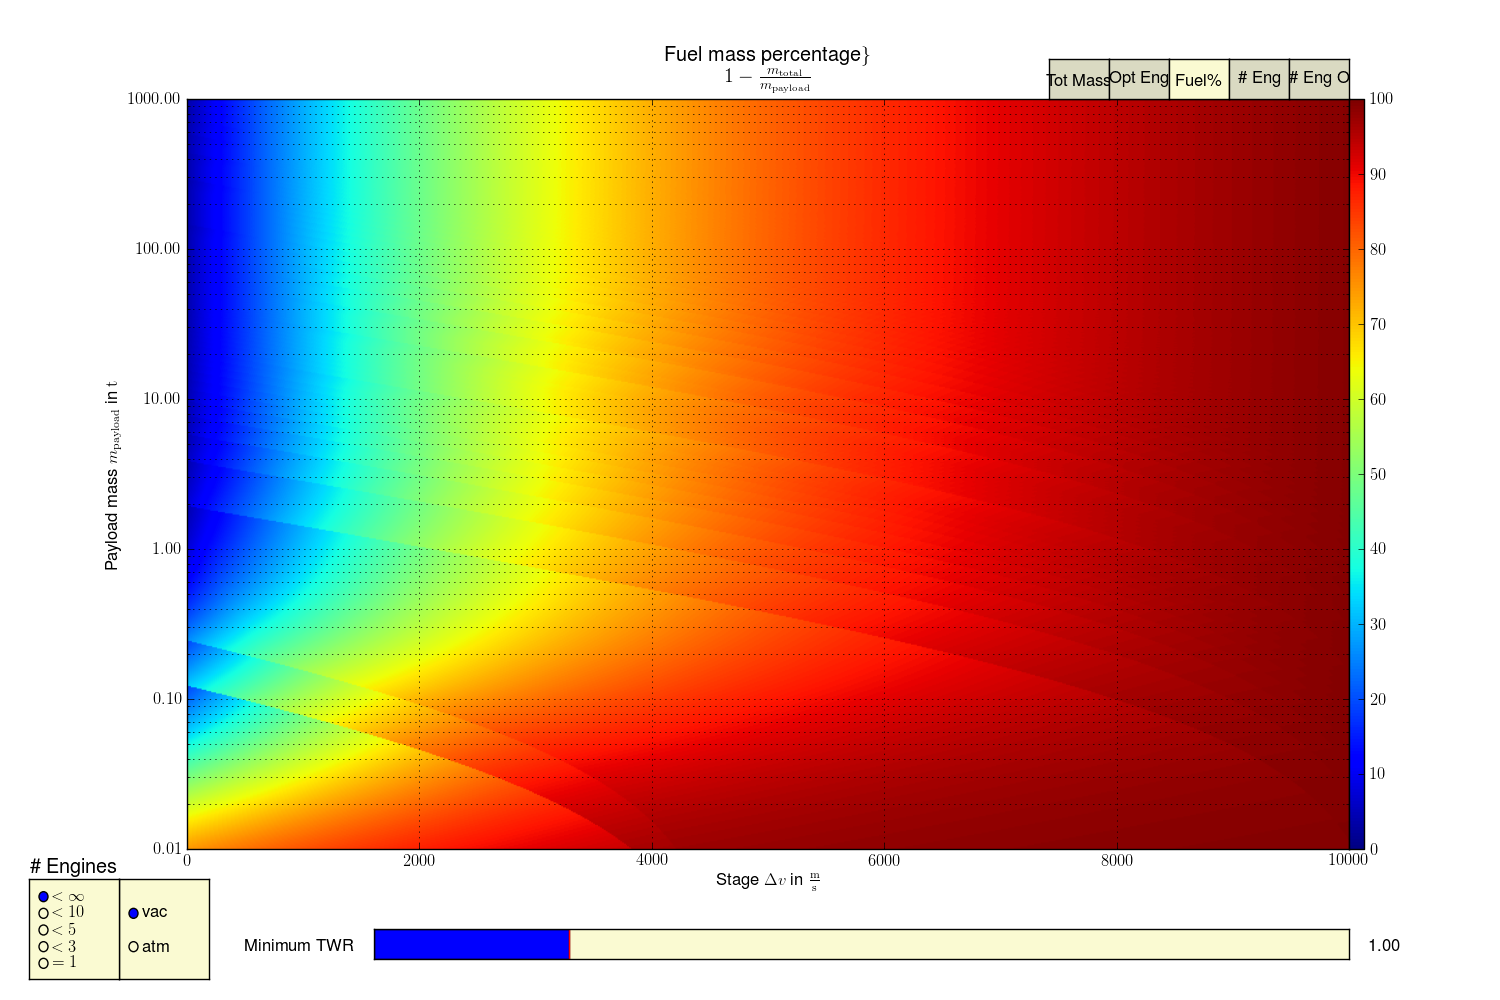 Fuel mass percentage}
1 − m_total / m_payload
Tot Mass Opt Eng Fuel% # Eng # Eng O
1000.00
100.00
10.00
1.00
0.10
0.01
Payload mass m_payload in t
100
90
80
70
60
50
40
30
20
10
0
0 2000 4000 6000 8000 10000
Stage Δv in m/s
# Engines
< ∞
< 10
< 5
< 3
= 1
vac
atm
Minimum TWR 1.00